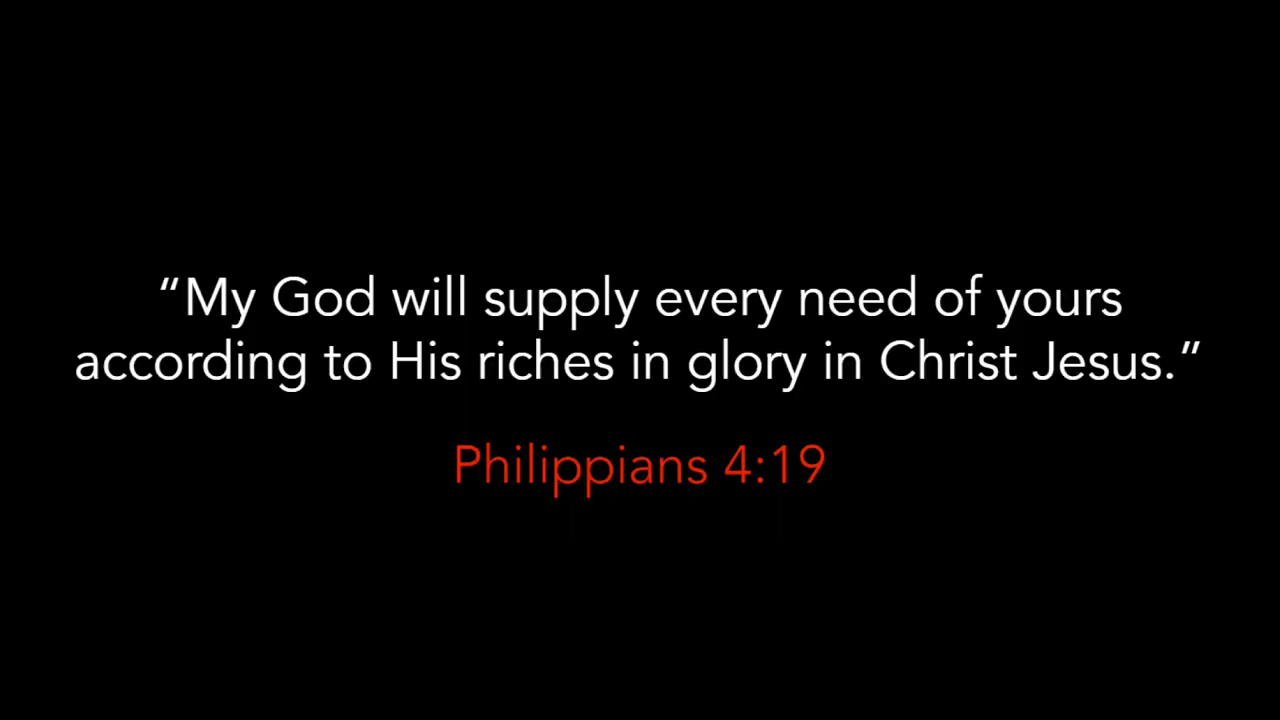 “My God will supply every need of yours
according to His riches in glory in Christ Jesus.”
Philippians 4:19